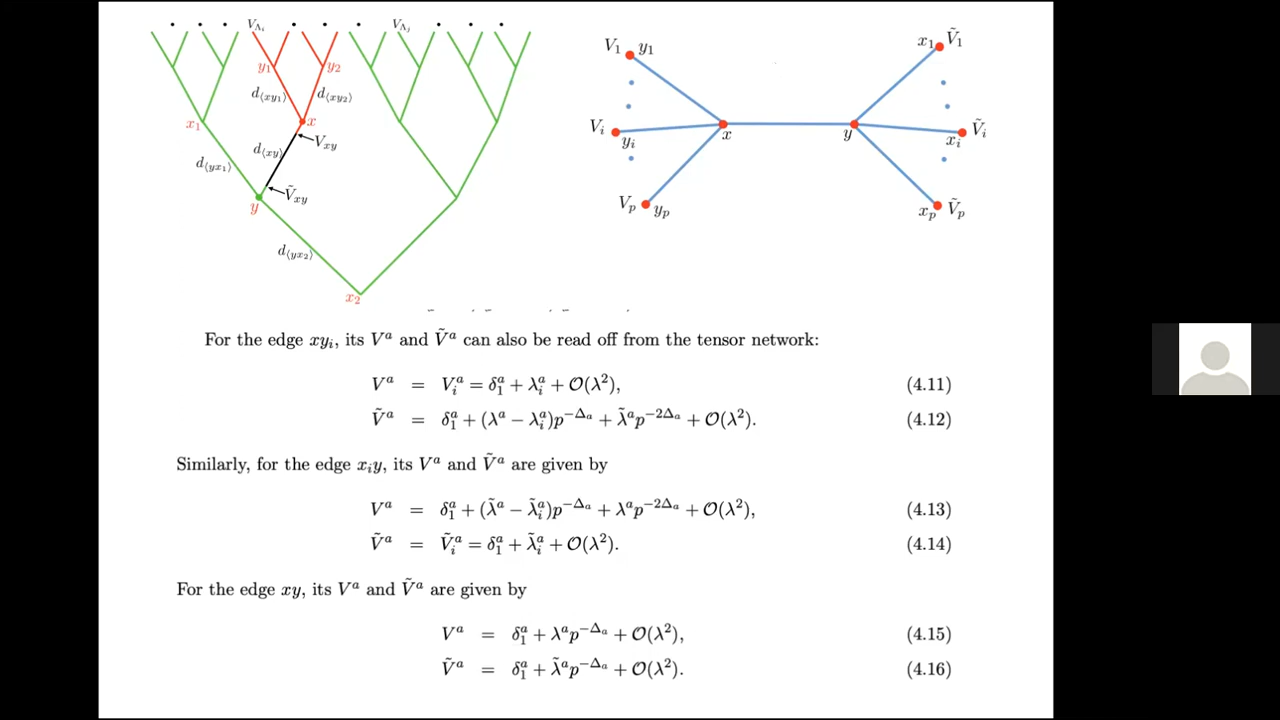 V_{Λ_i} V_{Λ_j}
y_1 y_2
d_{⟨xy_1⟩} d_{⟨xy_2⟩}
x_1 x
d_{⟨yx_1⟩} d_{⟨xy⟩} V_{xy}
Ṽ_{xy}
y
d_{⟨yx_2⟩}
x_2
V_1 y_1 x_1 Ṽ_1
V_i y_i x y x_i Ṽ_i
V_p y_p x_p Ṽ_p
For the edge xy_i, its V^a and Ṽ^a can also be read off from the tensor network:
V^a = V_i^a = δ_1^a + λ_i^a + O(λ^2), (4.11)
Ṽ^a = δ_1^a + (λ^a − λ_i^a)p^{−Δ_a} + λ̃^a p^{−2Δ_a} + O(λ^2). (4.12)
Similarly, for the edge x_iy, its V^a and Ṽ^a are given by
V^a = δ_1^a + (λ̃^a − λ̃_i^a)p^{−Δ_a} + λ^a p^{−2Δ_a} + O(λ^2), (4.13)
Ṽ^a = Ṽ_i^a = δ_1^a + λ̃_i^a + O(λ^2). (4.14)
For the edge xy, its V^a and Ṽ^a are given by
V^a = δ_1^a + λ^a p^{−Δ_a} + O(λ^2), (4.15)
Ṽ^a = δ_1^a + λ̃^a p^{−Δ_a} + O(λ^2). (4.16)